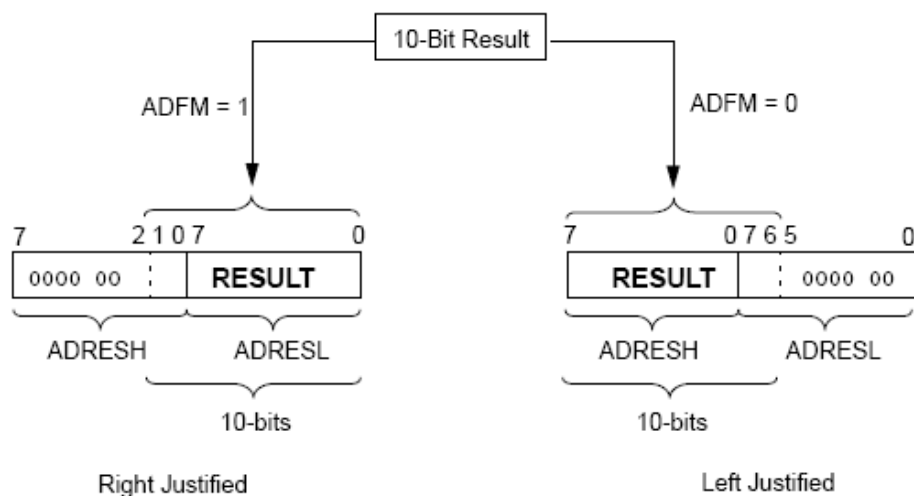 10-Bit Result
ADFM = 1
ADFM = 0
7 2 1 0 7 0
7 0 7 6 5 0
0000 00 RESULT
RESULT 0000 00
ADRESH ADRESL
ADRESH ADRESL
10-bits
10-bits
Right Justified
Left Justified